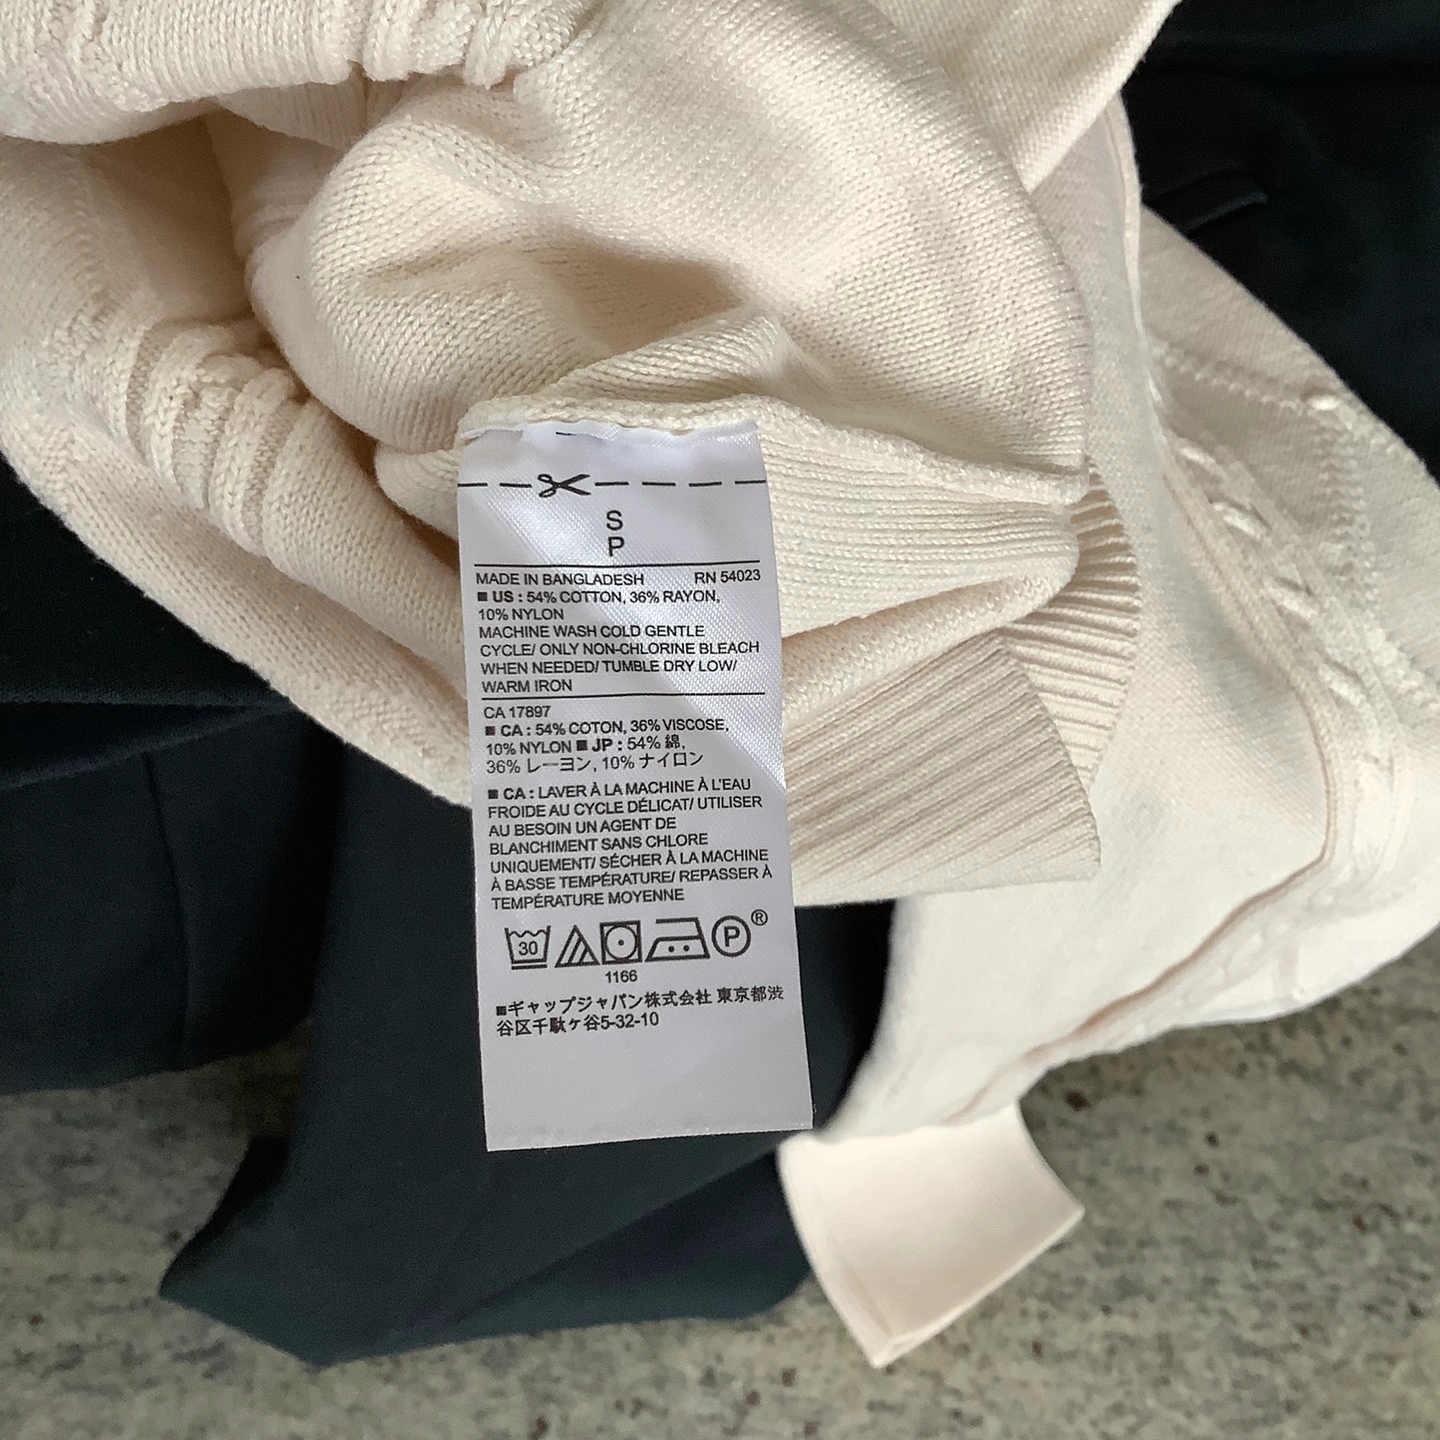 S
P
MADE IN BANGLADESH RN 54023
■ US : 54% COTTON, 36% RAYON,
10% NYLON
MACHINE WASH COLD GENTLE
CYCLE/ ONLY NON-CHLORINE BLEACH
WHEN NEEDED/ TUMBLE DRY LOW/
WARM IRON
CA 17897
■ CA : 54% COTON, 36% VISCOSE,
10% NYLON ■ JP : 54% 綿,
36% レーヨン, 10% ナイロン
■ CA : LAVER À LA MACHINE À L'EAU
FROIDE AU CYCLE DÉLICAT/ UTILISER
AU BESOIN UN AGENT DE
BLANCHIMENT SANS CHLORE
UNIQUEMENT/ SÉCHER À LA MACHINE
À BASSE TEMPÉRATURE/ REPASSER À
TEMPÉRATURE MOYENNE
30 P ®
1166
■ギャップジャパン株式会社 東京都渋
谷区千駄ケ谷5-32-10